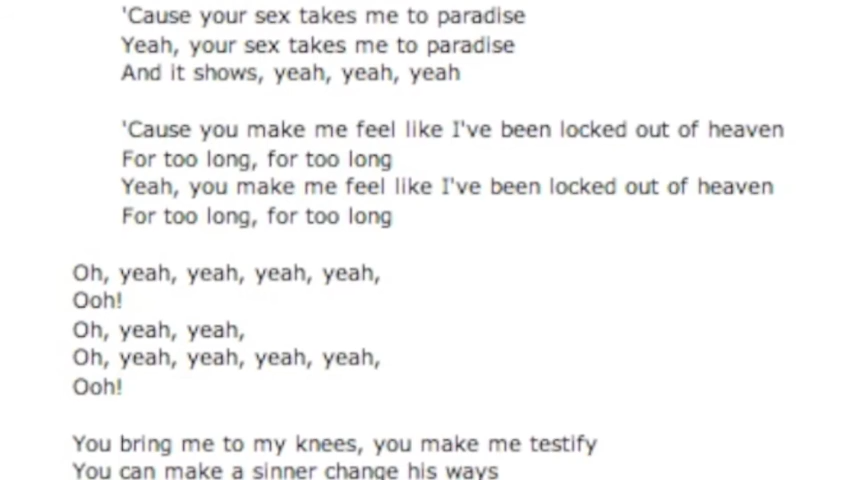 'Cause your sex takes me to paradise
Yeah, your sex takes me to paradise
And it shows, yeah, yeah, yeah
'Cause you make me feel like I've been locked out of heaven
For too long, for too long
Yeah, you make me feel like I've been locked out of heaven
For too long, for too long
Oh, yeah, yeah, yeah, yeah,
Ooh!
Oh, yeah, yeah,
Oh, yeah, yeah, yeah, yeah,
Ooh!
You bring me to my knees, you make me testify
You can make a sinner change his ways